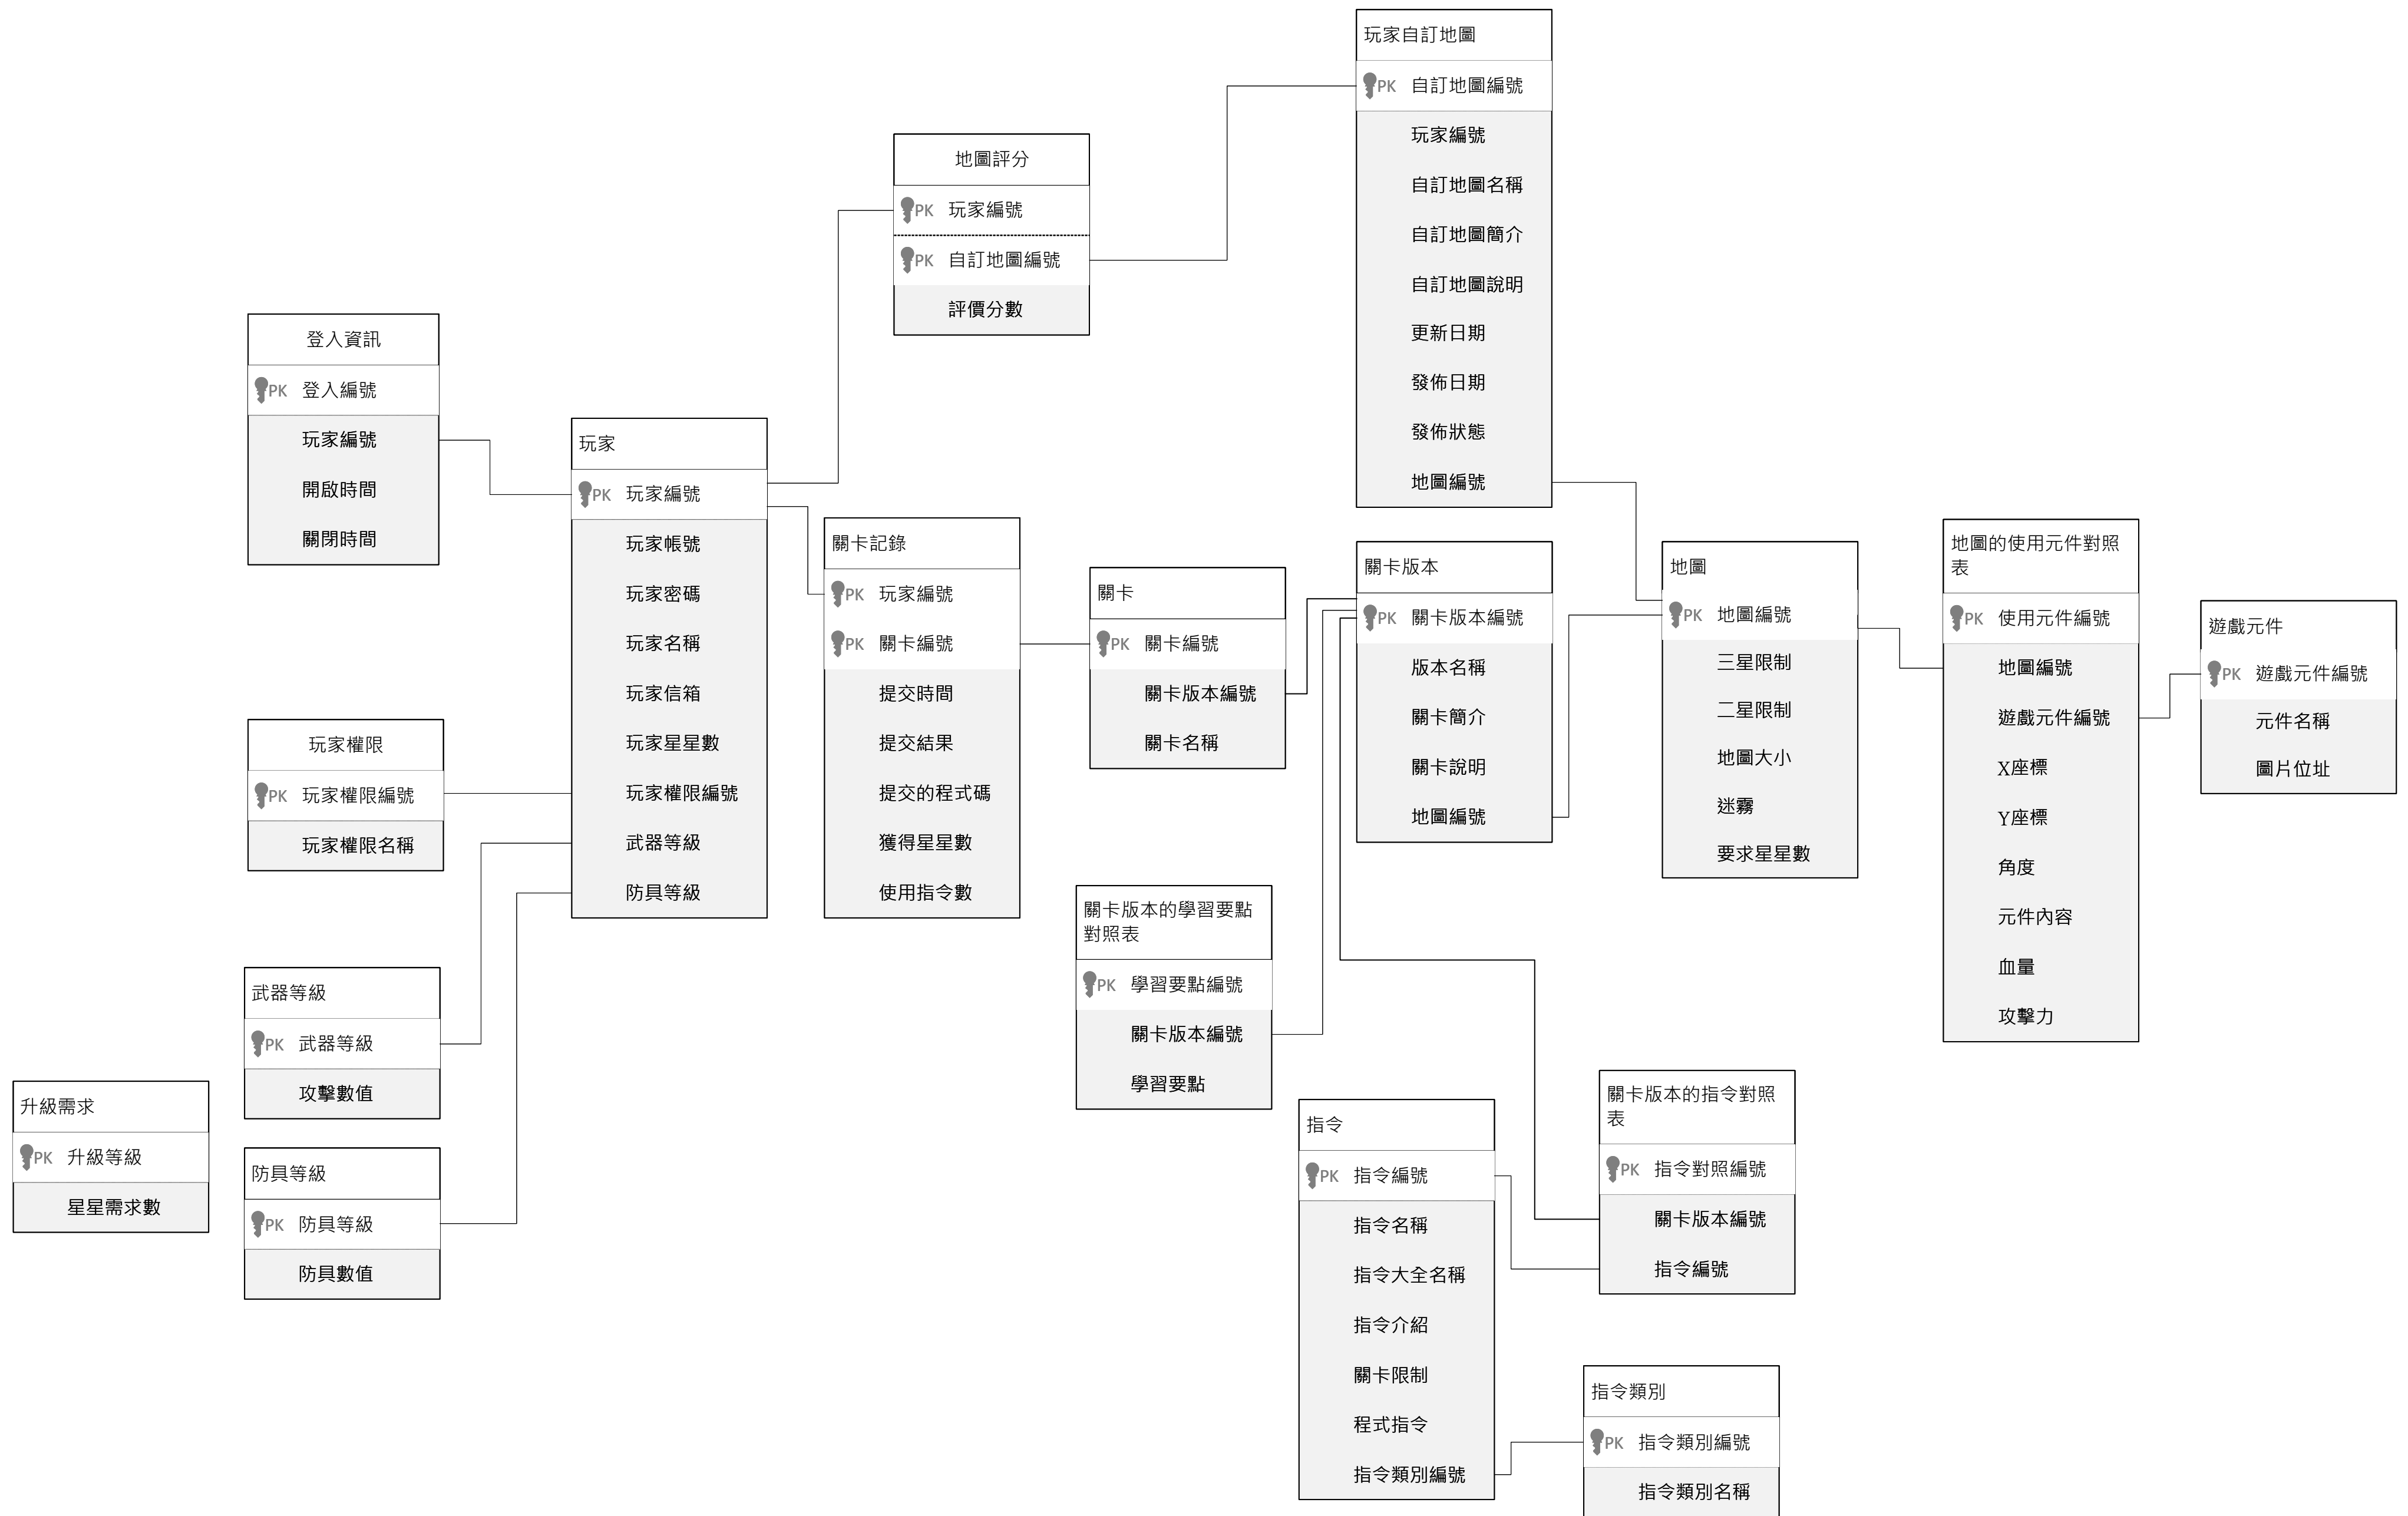 玩家自訂地圖
PK 自訂地圖編號
玩家編號
自訂地圖名稱
自訂地圖簡介
自訂地圖說明
更新日期
發佈日期
發佈狀態
地圖編號
地圖評分
PK 玩家編號
PK 自訂地圖編號
評價分數
登入資訊
PK 登入編號
玩家編號
開啟時間
關閉時間
玩家
PK 玩家編號
玩家帳號
玩家密碼
玩家名稱
玩家信箱
玩家星星數
玩家權限編號
武器等級
防具等級
關卡記錄
PK 玩家編號
PK 關卡編號
提交時間
提交結果
提交的程式碼
獲得星星數
使用指令數
關卡
PK 關卡編號
關卡版本編號
關卡名稱
關卡版本
PK 關卡版本編號
版本名稱
關卡簡介
關卡說明
地圖編號
地圖
PK 地圖編號
三星限制
二星限制
地圖大小
迷霧
要求星星數
地圖的使用元件對照
表
PK 使用元件編號
地圖編號
遊戲元件編號
X座標
Y座標
角度
元件內容
血量
攻擊力
遊戲元件
PK 遊戲元件編號
元件名稱
圖片位址
玩家權限
PK 玩家權限編號
玩家權限名稱
武器等級
PK 武器等級
攻擊數值
升級需求
PK 升級等級
星星需求數
防具等級
PK 防具等級
防具數值
關卡版本的學習要點
對照表
PK 學習要點編號
關卡版本編號
學習要點
指令
PK 指令編號
指令名稱
指令大全名稱
指令介紹
關卡限制
程式指令
指令類別編號
關卡版本的指令對照
表
PK 指令對照編號
關卡版本編號
指令編號
指令類別
PK 指令類別編號
指令類別名稱